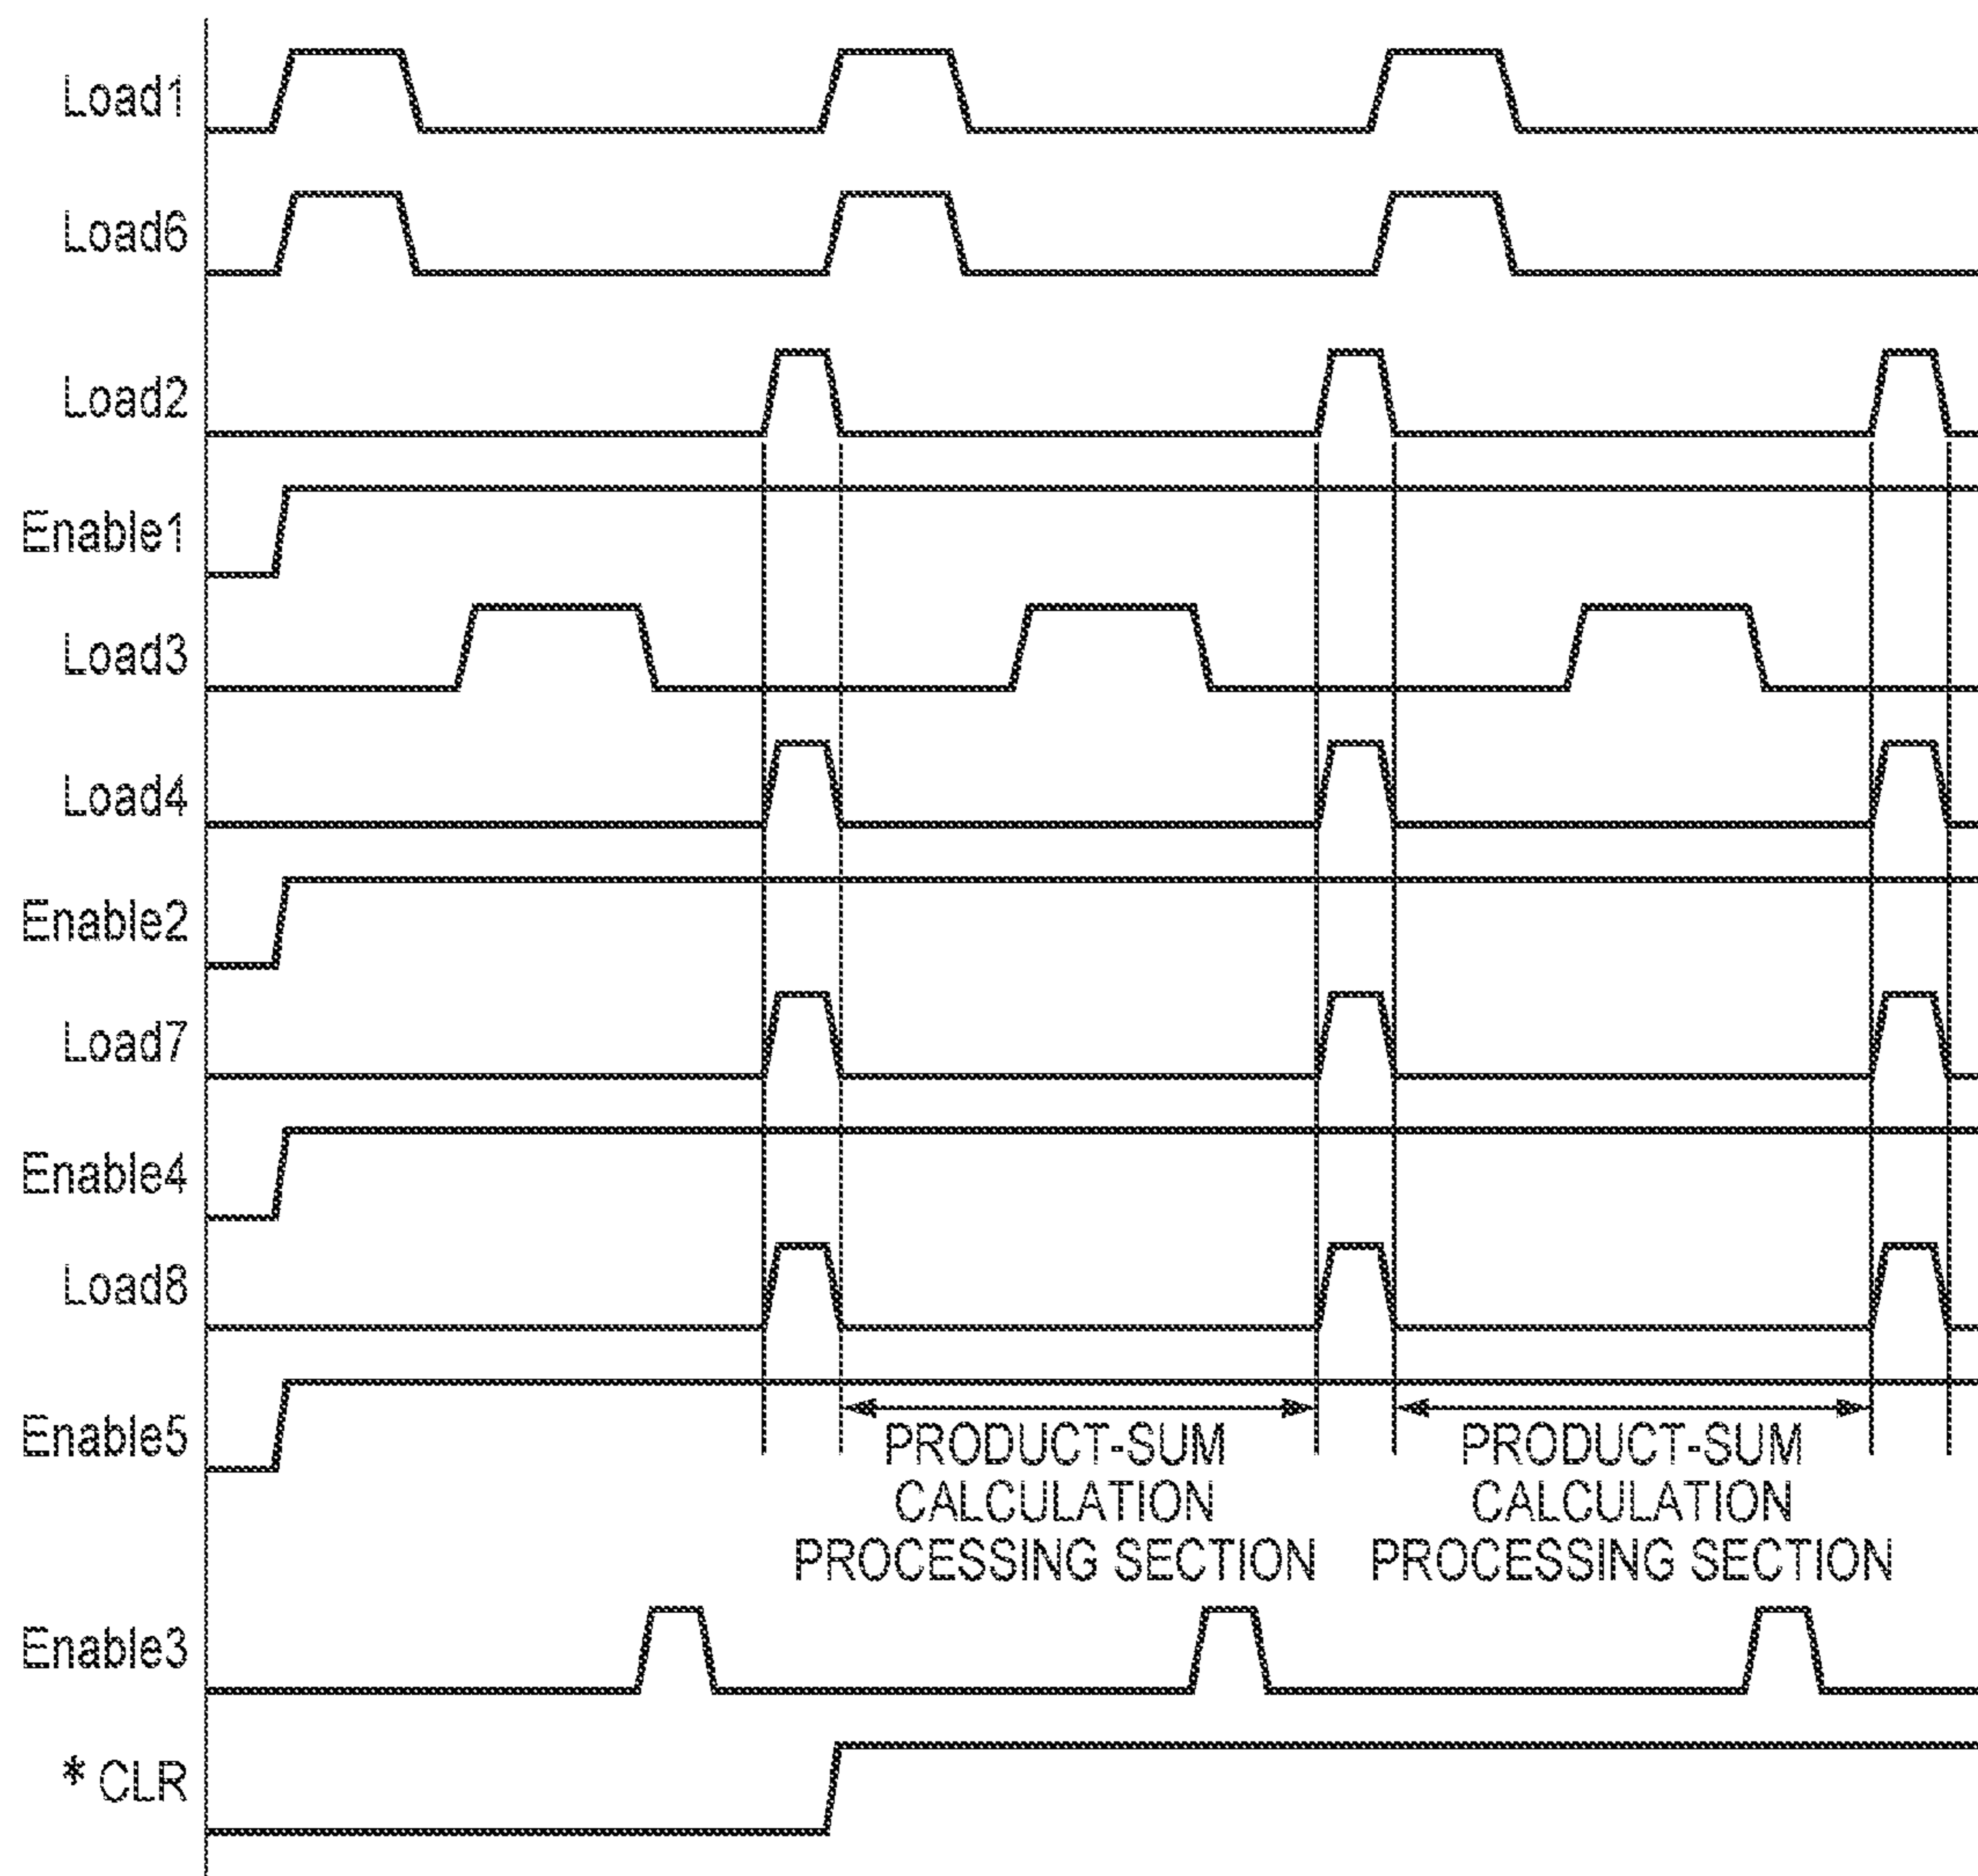 Load1
Load6
Load2
Enable1
Load3
Load4
Enable2
Load7
Enable4
Load8
Enable5
PRODUCT-SUM
CALCULATION
PROCESSING SECTION
PRODUCT-SUM
CALCULATION
PROCESSING SECTION
Enable3
* CLR